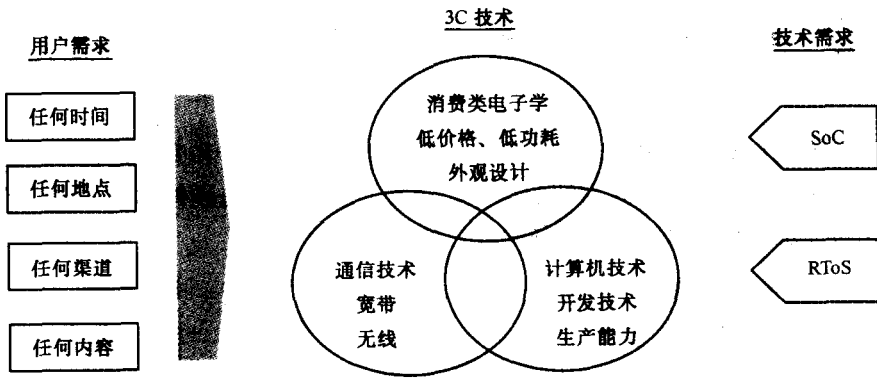 3C 技术
用户需求
技术需求
任何时间
任何地点
任何渠道
任何内容
消费类电子学
低价格、低功耗
外观设计
通信技术
宽带
无线
计算机技术
开发技术
生产能力
SoC
RToS